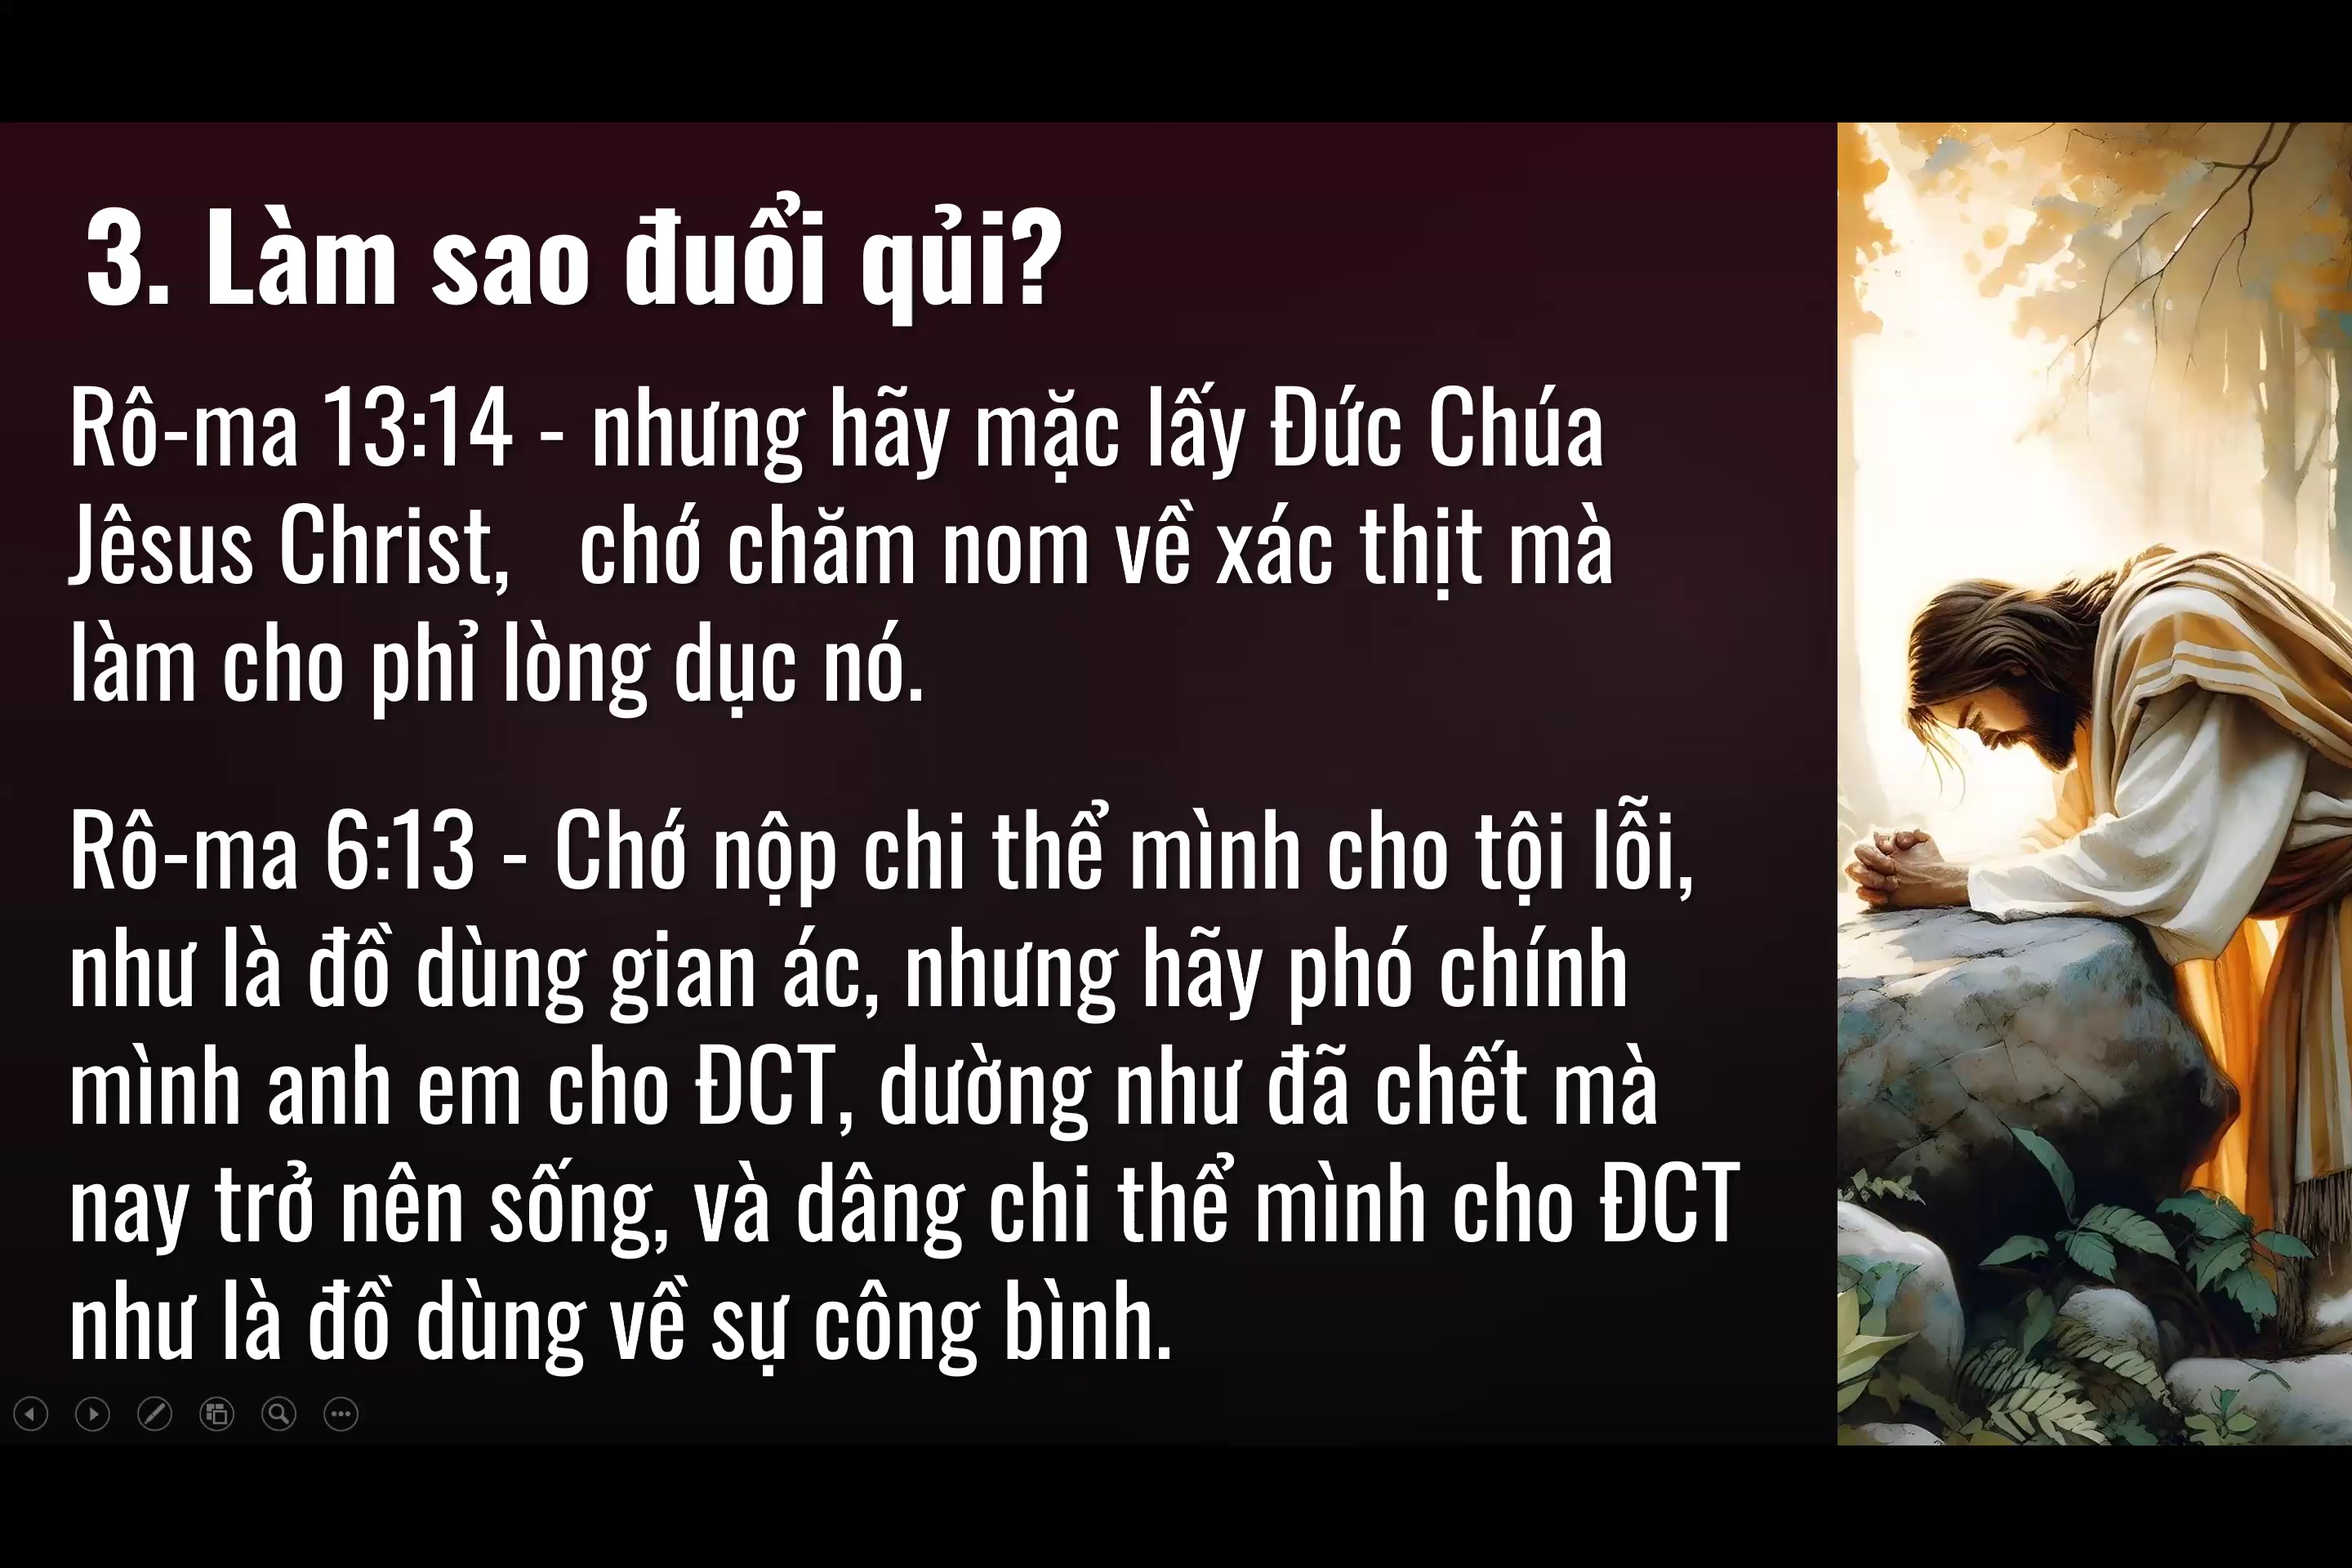 3. Làm sao đuổi qủi?
Rô-ma 13:14 - nhưng hãy mặc lấy Đức Chúa
Jêsus Christ,   chớ chăm nom về xác thịt mà
làm cho phỉ lòng dục nó.
Rô-ma 6:13 - Chớ nộp chi thể mình cho tội lỗi,
như là đồ dùng gian ác, nhưng hãy phó chính
mình anh em cho ĐCT, dường như đã chết mà
nay trở nên sống, và dâng chi thể mình cho ĐCT
như là đồ dùng về sự công bình.